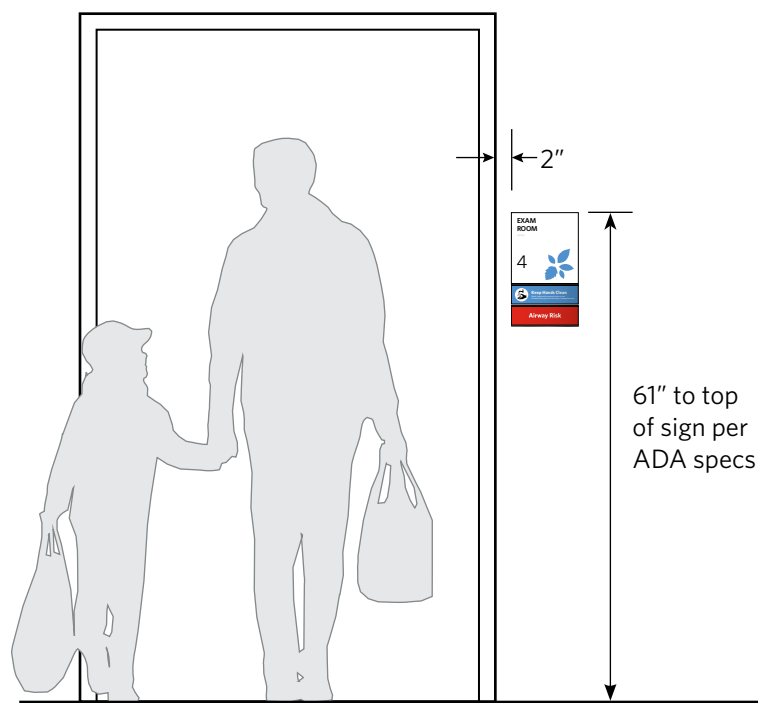 2”
EXAM
ROOM
4
Keep Hands Clean
Airway Risk
61” to top
of sign per
ADA specs